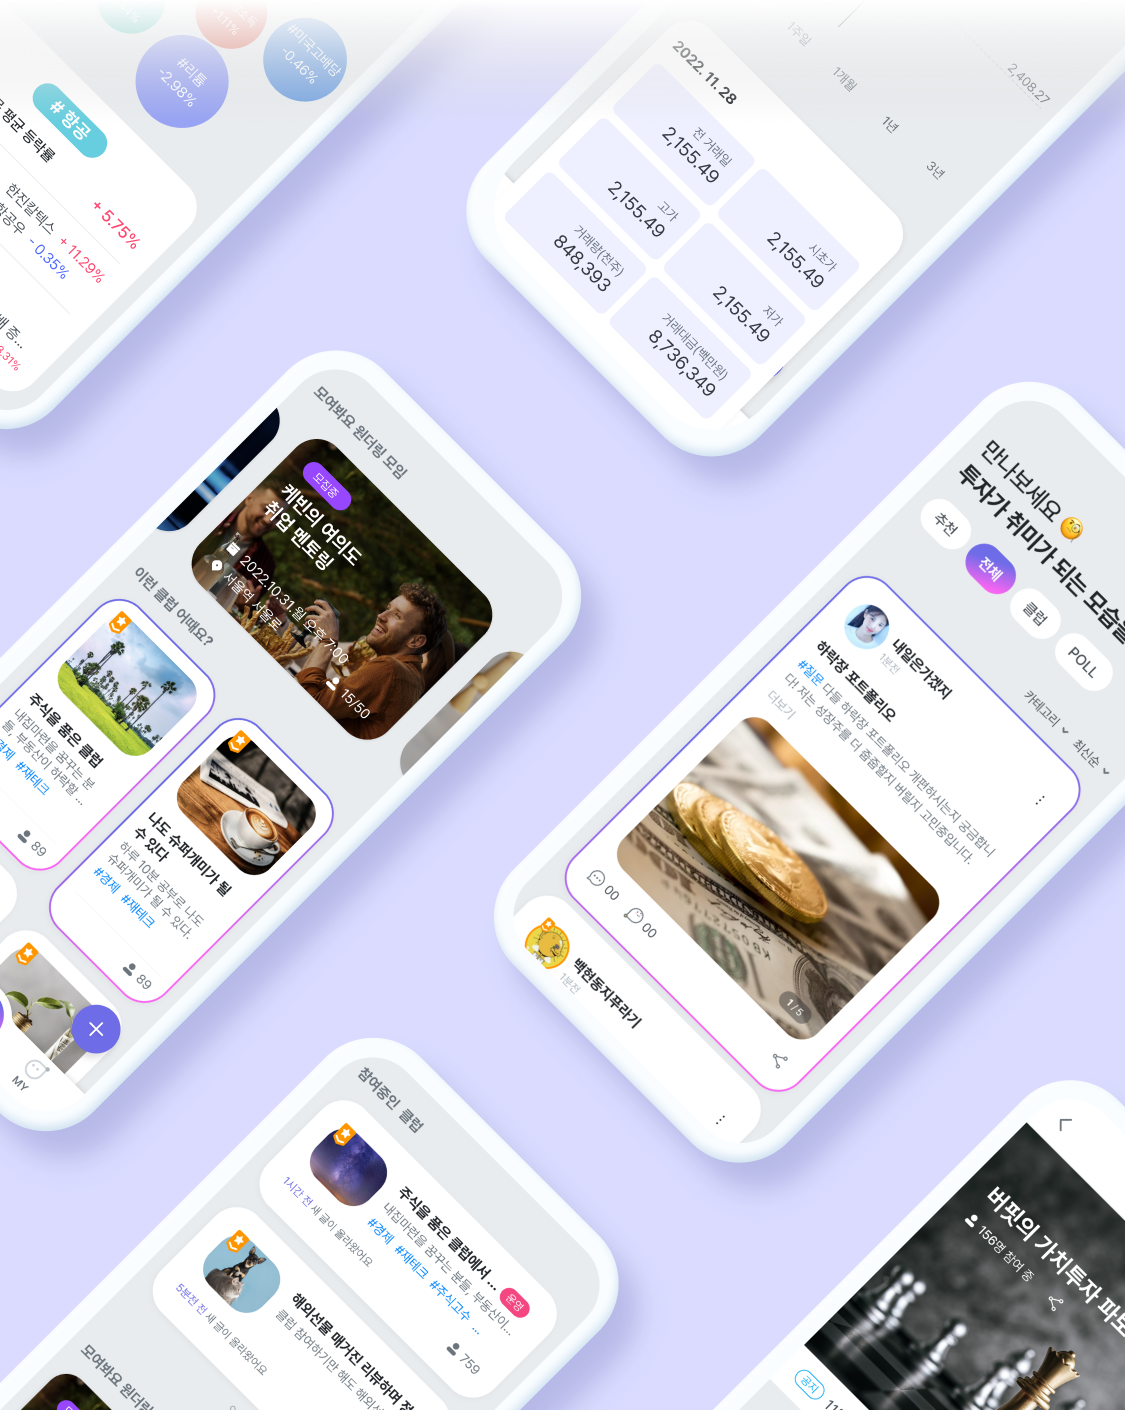 #리튬
-2.98%
#미국고배당
-0.46%
# 항공
평균 등락률
+ 5.75%
한진칼텍스
+ 11.29%
항공우
- 0.35%
2022. 11. 28
전 거래일
2,155.49
시초가
2,155.49
고가
2,155.49
저가
2,155.49
거래량(천주)
848,393
거래대금(백만원)
8,736,349
1주일
1개월
1년
3년
2,408.27
모여봐요 원더링 모임
모집중
케빈의 여의도
취업 멘토링
2022.10.31.월 오후 7:00
서울역 서울로
15/50
이런 클럽 어때요?
주식을 품은 클럽
내집마련을 꿈꾸는 분
들, 부동산이 하락할 ...
#재테크
89
나도 슈퍼개미가 될
수 있다
하루 10분 공부로 나도
슈퍼개미가 될 수 있다.
#경제 #재테크
89
MY
만나보세요
투자가 취미가 되는 모습을
추천
전체
클럽
POLL
카테고리
최신순
내일은가겠지
1분전
하락장 포트폴리오
#질문 다들 하락장 포트폴리오 개편하시는지 궁금합니
다! 저는 성장주를 더 줍줍할지 버릴지 고민중입니다.
더보기
1/5
00
00
백현동지푸라기
1분전
참여중인 클럽
주식을 품은 클럽에서 ...
운영
내집마련을 꿈꾸는 분들, 부동산이...
#경제 #재테크 #주식고수 ...
1시간 전 새 글이 올라왔어요
759
해외선물 매거진 리뷰하며 정
클럽 참여하기만 해도 해외선
5분전 전 새 글이 올라왔어요
모여봐요 원더링
버핏의 가치투자 파보
156명 참여 중
공지